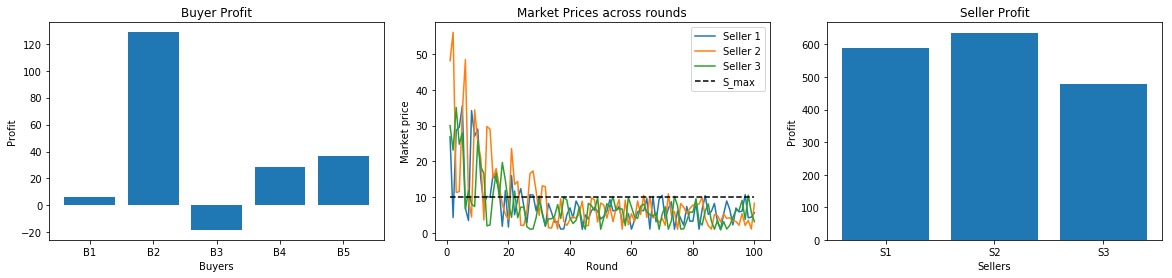 Buyer Profit
Profit
120
100
80
60
40
20
0
−20
B1
B2
B3
B4
B5
Buyers
Market Prices across rounds
Market price
50
40
30
20
10
0
Seller 1
Seller 2
Seller 3
S_max
0
20
40
60
80
100
Round
Seller Profit
Profit
600
500
400
300
200
100
0
S1
S2
S3
Sellers